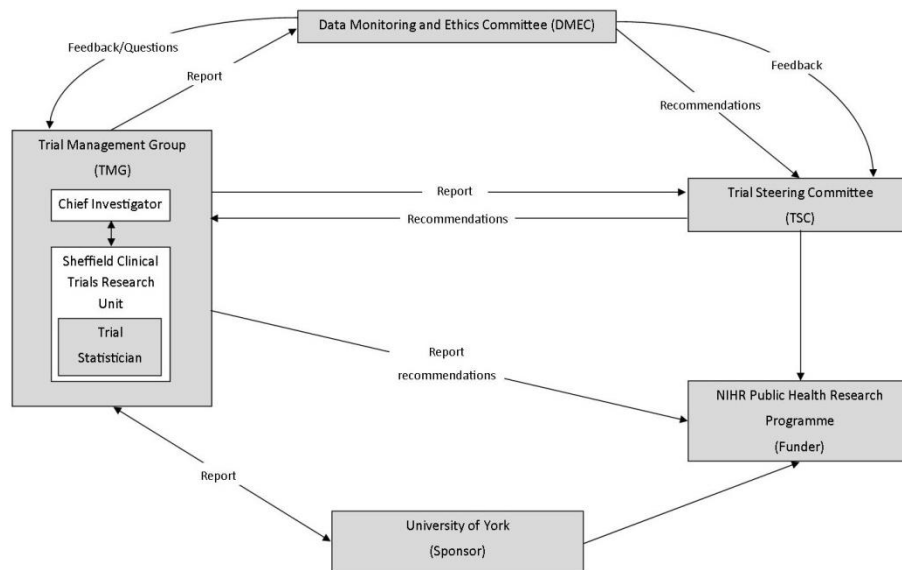 Data Monitoring and Ethics Committee (DMEC)
Feedback/Questions
Feedback
Report
Recommendations
Trial Management Group
(TMG)
Chief Investigator
Sheffield Clinical
Trials Research
Unit
Trial
Statistician
Report
Recommendations
Trial Steering Committee
(TSC)
Report
recommendations
NIHR Public Health Research
Programme
(Funder)
Report
University of York
(Sponsor)